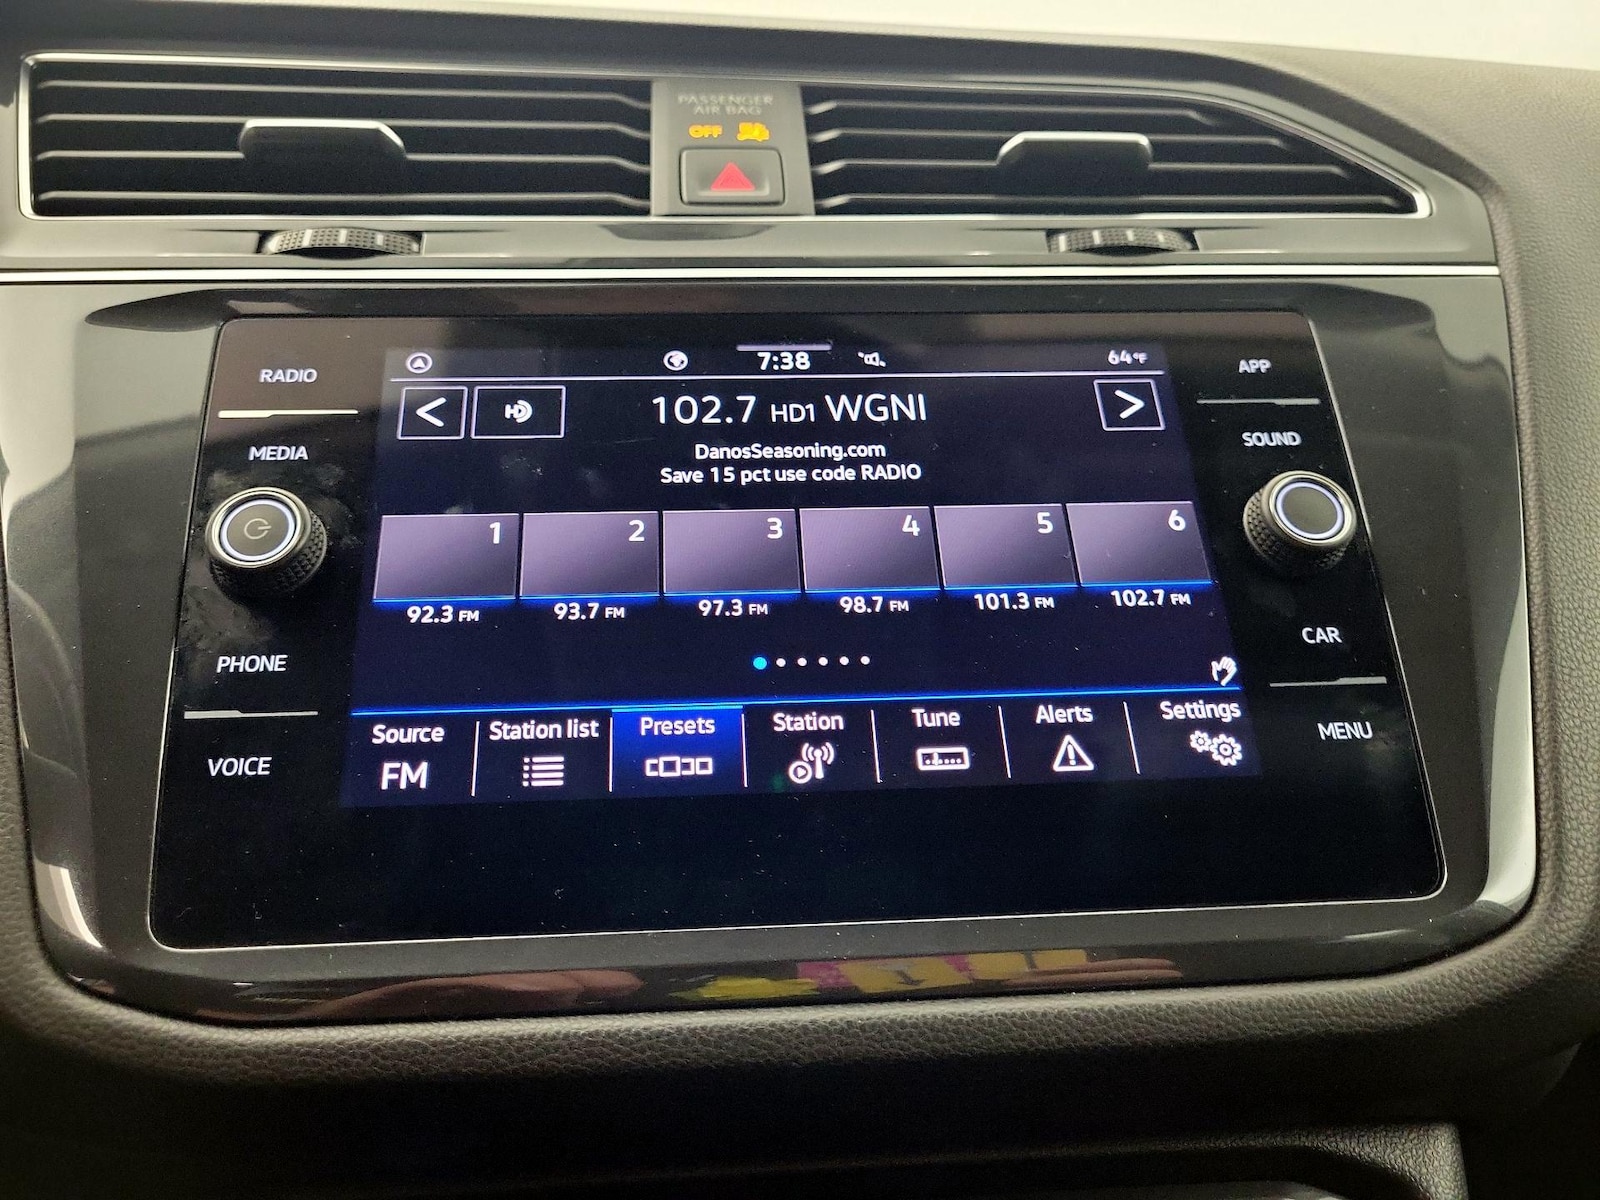 PASSENGER
AIR BAG
OFF
RADIO
MEDIA
PHONE
VOICE
APP
SOUND
CAR
MENU
7:38
64°F
< HD 102.7 HD1 WGNI >
DanosSeasoning.com
Save 15 pct use code RADIO
1 2 3 4 5 6
92.3 FM 93.7 FM 97.3 FM 98.7 FM 101.3 FM 102.7 FM
Source Station list Presets Station Tune Alerts Settings
FM